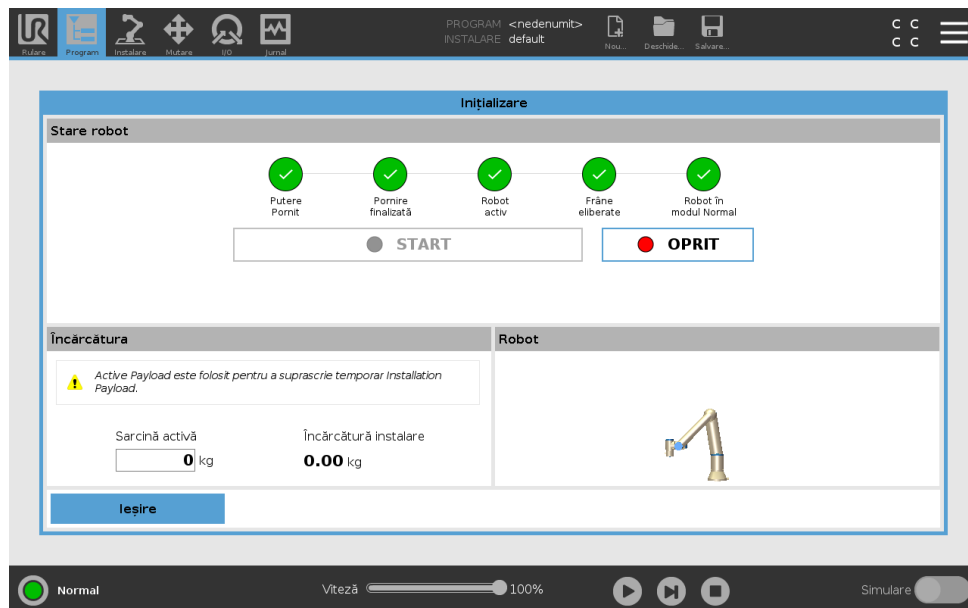 PROGRAM <nedenumit>
INSTALARE default
Rulare Program Instalare Mutare I/O Jurnal Nou... Deschide... Salvare...
C C
C C
Inițializare
Stare robot
Putere Pornit
Pornire finalizată
Robot activ
Frâne eliberate
Robot în modul Normal
START OPRIT
Încărcătura
Active Payload este folosit pentru a suprascrie temporar Installation
Payload.
Sarcină activă Încărcătură instalare
0 kg 0.00 kg
Robot
Ieșire
Normal Viteză 100% Simulare